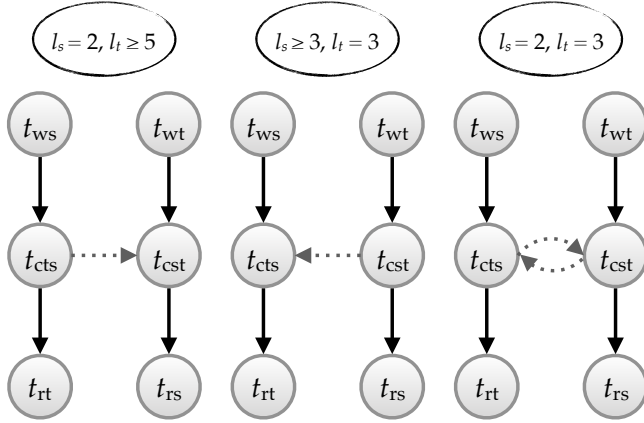 l_s = 2, l_t ≥ 5
l_s ≥ 3, l_t = 3
l_s = 2, l_t = 3
t_ws t_wt t_ws t_wt t_ws t_wt
t_cts t_cst t_cts t_cst t_cts t_cst
t_rt t_rs t_rt t_rs t_rt t_rs